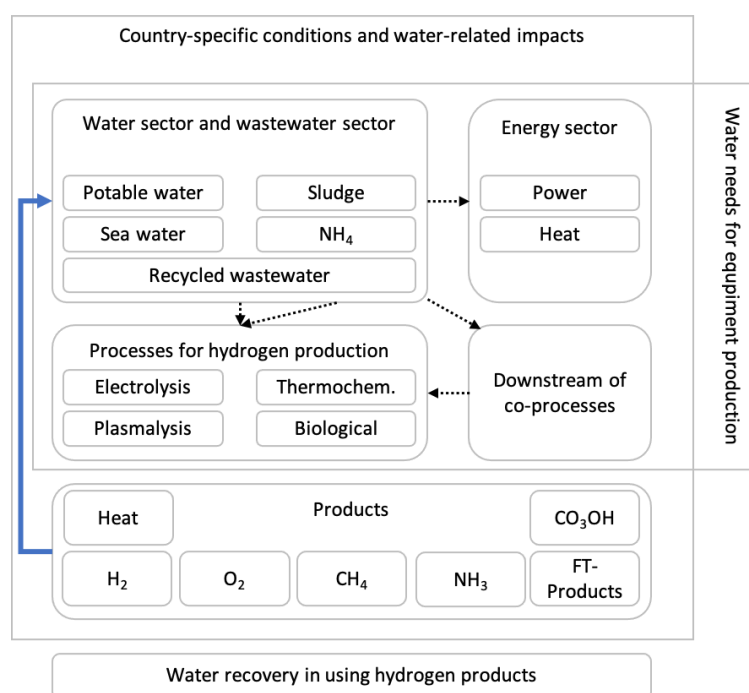 Country-specific conditions and water-related impacts
Water sector and wastewater sector
Potable water
Sludge
Sea water
NH₄
Recycled wastewater
Energy sector
Power
Heat
Water needs for equpiment production
Processes for hydrogen production
Electrolysis
Thermochem.
Plasmalysis
Biological
Downstream of
co-processes
Products
Heat
CO₃OH
H₂
O₂
CH₄
NH₃
FT-
Products
Water recovery in using hydrogen products